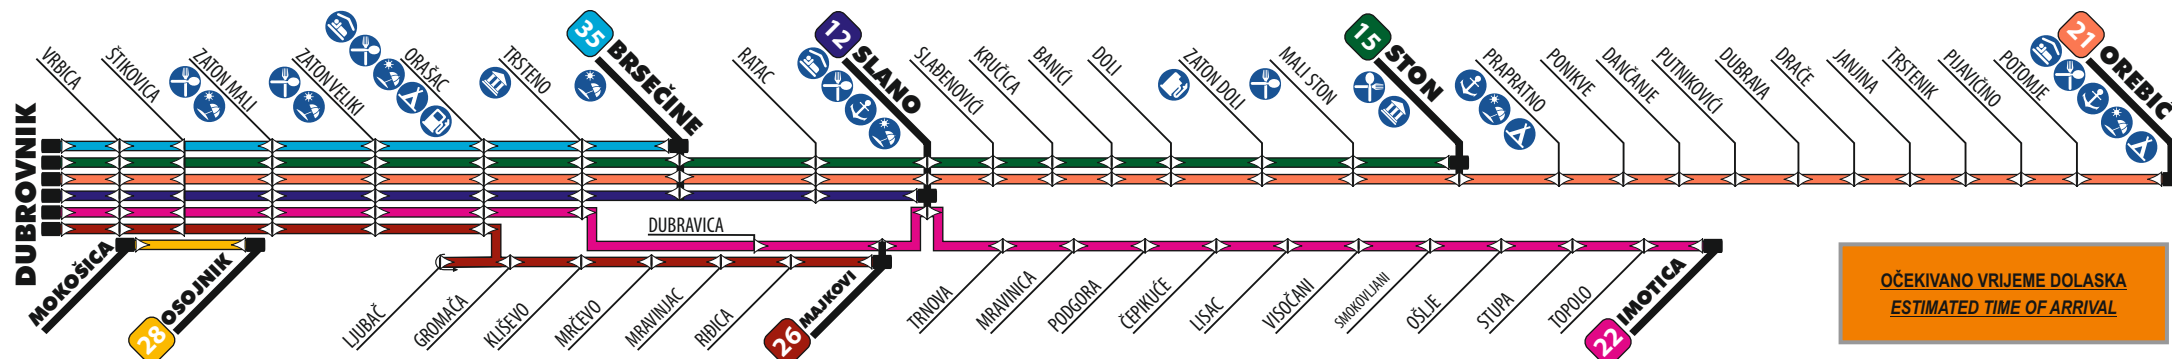 DUBROVNIK
VRBICA
ŠTIKOVICA
ZATON MALI
ZATON VELIKI
ORAŠAC
TRSTENO
35 BRSEČINE
RATAC
12 SLANO
SLAĐENOVIĆI
KRUČICA
BANIĆI
DOLI
ZATON DOLI
MALI STON
15 STON
PRAPRATNO
PONIKVE
DANČANJE
PUTNIKOVIĆI
DUBRAVA
DRAČE
JANJINA
TRSTENIK
PIJAVIČINO
POTOMJE
21 OREBIĆ
MOKOŠICA
28 OSOJNIK
DUBRAVICA
LJUBAČ
GROMAČA
KLIŠEVO
MRČEVO
MRAVINJAC
RIĐICA
26 MAJKOVI
TRNOVA
MRAVINICA
PODGORA
ČEPIKUĆE
LISAC
VISOČANI
SMOKOVLJANI
OŠLJE
STUPA
TOPOLO
22 IMOTICA
OČEKIVANO VRIJEME DOLASKA
ESTIMATED TIME OF ARRIVAL